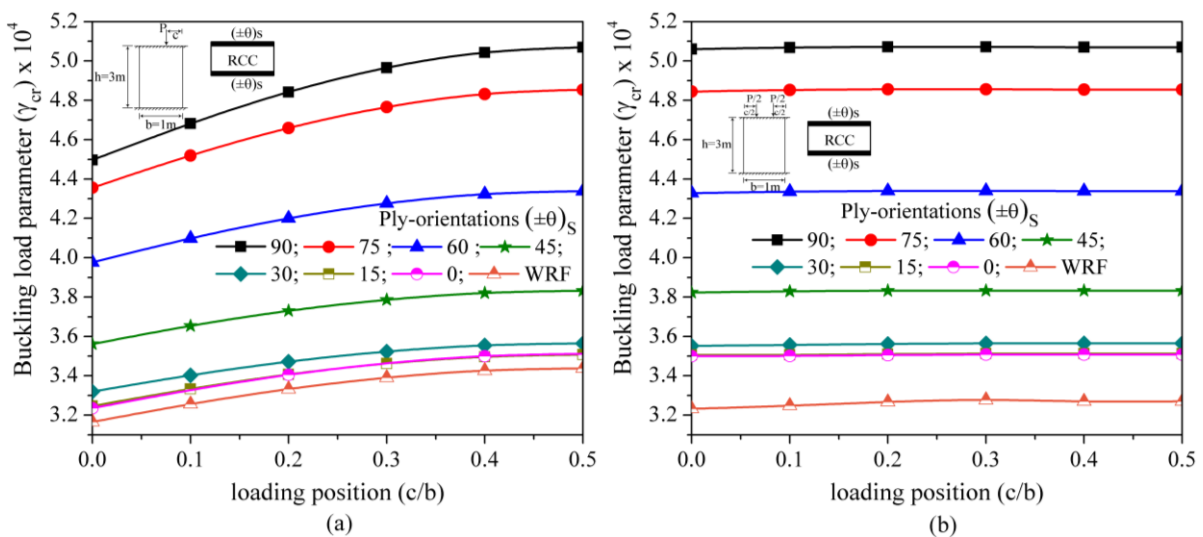 (a)
Buckling load parameter (γcr) x 10⁴
5.2
5.0
4.8
4.6
4.4
4.2
4.0
3.8
3.6
3.4
3.2
P
c
h=3m
b=1m
(±θ)s
RCC
(±θ)s
Ply-orientations (±θ)S
90; 75 ; 60 ; 45;
30; 15; 0; WRF
0.0 0.1 0.2 0.3 0.4 0.5
loading position (c/b)
(a)
(b)
Buckling load parameter (γcr) x 10⁴
5.2
5.0
4.8
4.6
4.4
4.2
4.0
3.8
3.6
3.4
3.2
P/2 P/2
c/2 c/2
h=3m
b=1m
(±θ)s
RCC
(±θ)s
Ply-orientations (±θ)S
90; 75; 60; 45;
30; 15; 0; WRF
0.0 0.1 0.2 0.3 0.4 0.5
loading position (c/b)
(b)